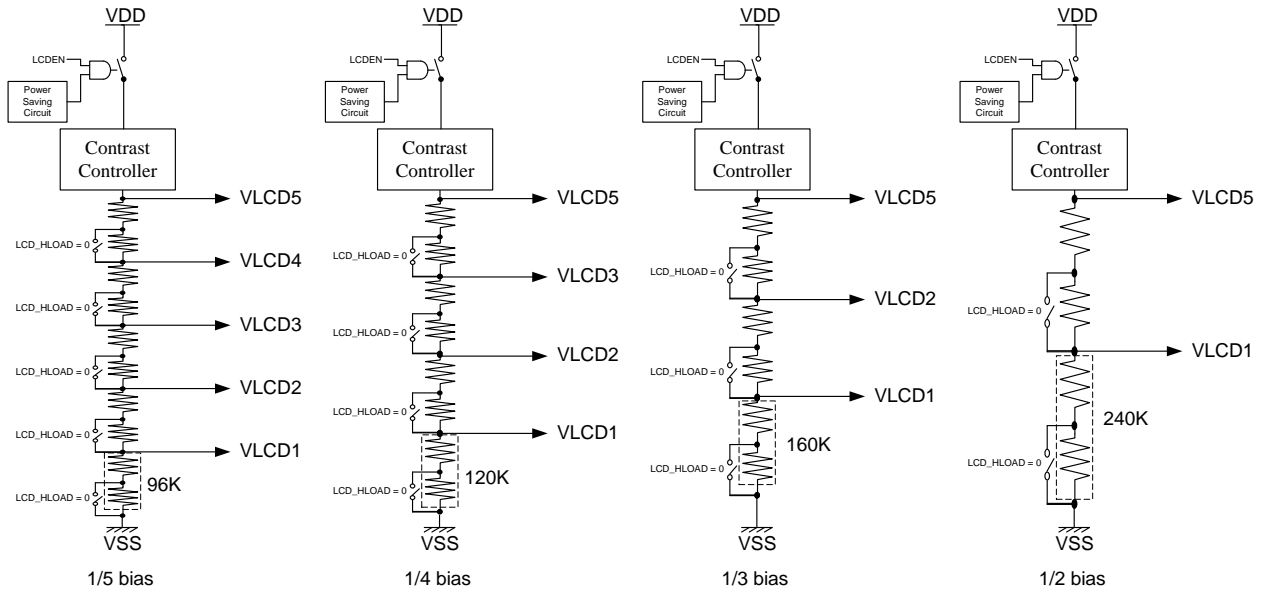 VDD
LCDEN
Power
Saving
Circuit
Contrast
Controller
VLCD5
LCD_HLOAD = 0
VLCD4
LCD_HLOAD = 0
VLCD3
LCD_HLOAD = 0
VLCD2
LCD_HLOAD = 0
VLCD1
96K
LCD_HLOAD = 0
VSS
1/5 bias
VDD
LCDEN
Power
Saving
Circuit
Contrast
Controller
VLCD5
LCD_HLOAD = 0
VLCD3
LCD_HLOAD = 0
VLCD2
LCD_HLOAD = 0
VLCD1
120K
LCD_HLOAD = 0
VSS
1/4 bias
VDD
LCDEN
Power
Saving
Circuit
Contrast
Controller
VLCD5
LCD_HLOAD = 0
VLCD2
LCD_HLOAD = 0
VLCD1
160K
LCD_HLOAD = 0
VSS
1/3 bias
VDD
LCDEN
Power
Saving
Circuit
Contrast
Controller
VLCD5
LCD_HLOAD = 0
VLCD1
240K
LCD_HLOAD = 0
VSS
1/2 bias